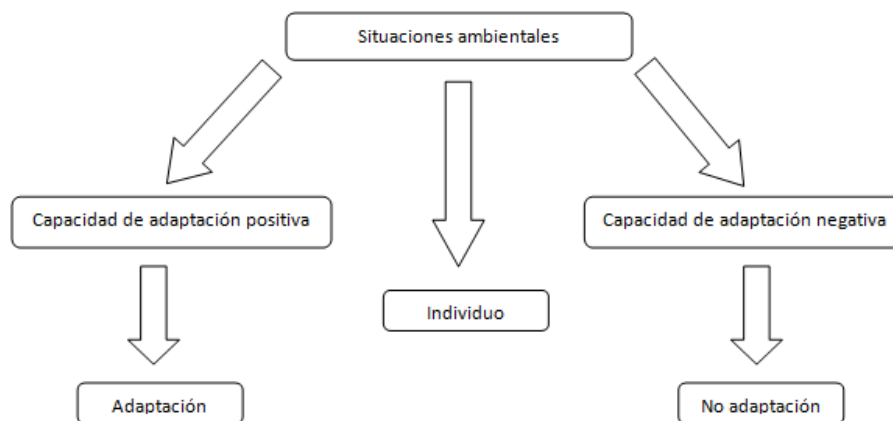 Situaciones ambientales
Capacidad de adaptación positiva
Capacidad de adaptación negativa
Individuo
Adaptación
No adaptación